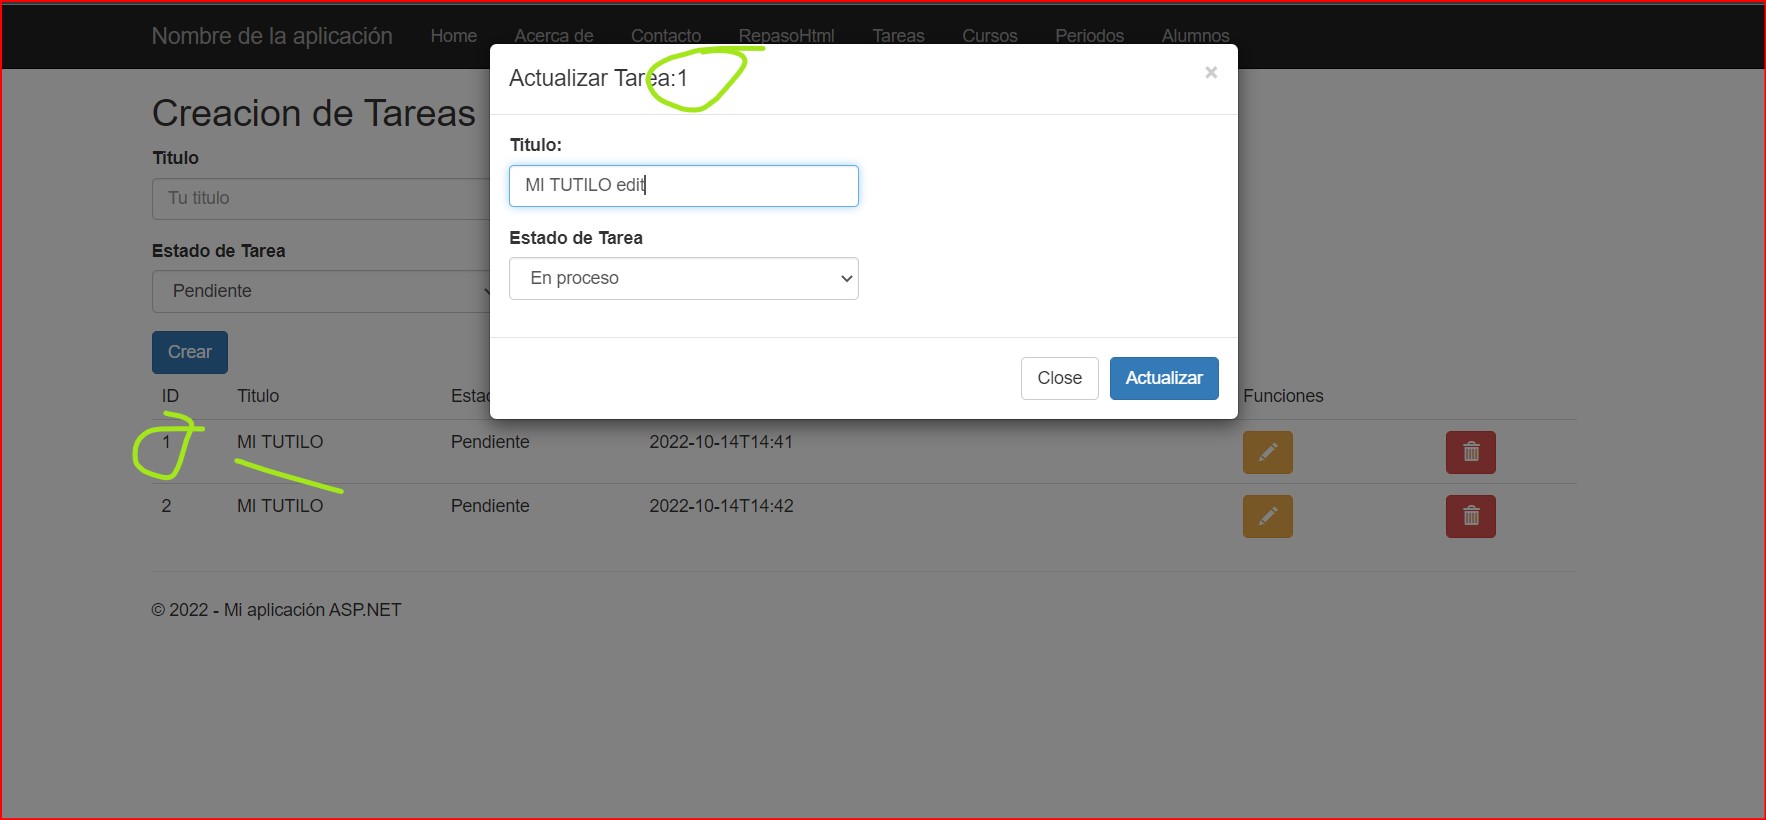 Nombre de la aplicación Home Acerca de Contacto RepasoHtml Tareas Cursos Periodos Alumnos
Actualizar Tarea:1 ×
Titulo:
MI TUTILO edit
Estado de Tarea
En proceso
Close Actualizar
Creacion de Tareas
Titulo
Tu titulo
Estado de Tarea
Pendiente
Crear
ID Titulo Funciones
1 MI TUTILO Pendiente 2022-10-14T14:41
2 MI TUTILO Pendiente 2022-10-14T14:42
© 2022 - Mi aplicación ASP.NET